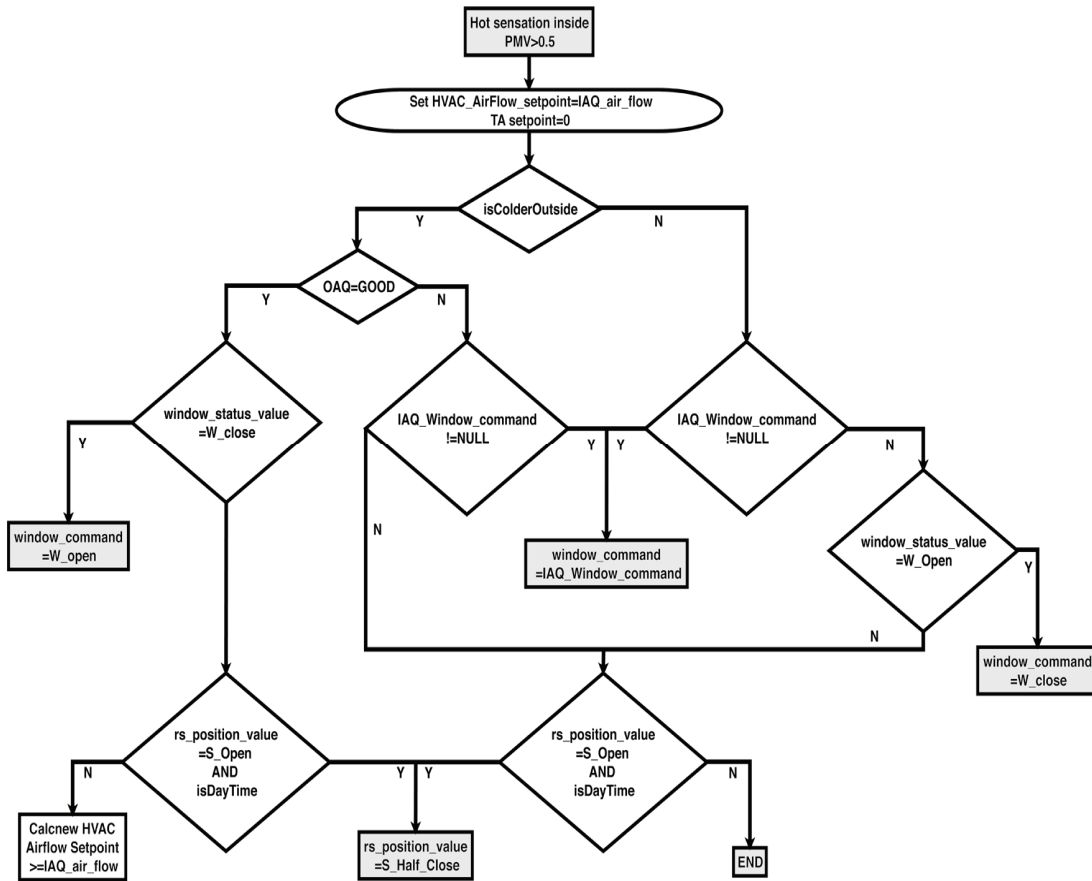 Hot sensation inside
PMV>0.5
Set HVAC_AirFlow_setpoint=IAQ_air_flow
TA setpoint=0
isColderOutside
Y
N
OAQ=GOOD
Y
N
window_status_value
=W_close
Y
IAQ_Window_command
!=NULL
Y
N
IAQ_Window_command
!=NULL
Y
N
window_command
=W_open
window_command
=IAQ_Window_command
window_status_value
=W_Open
Y
N
window_command
=W_close
rs_position_value
=S_Open
AND
isDayTime
N
Y
rs_position_value
=S_Open
AND
isDayTime
Y
N
Calcnew HVAC
Airflow Setpoint
>=IAQ_air_flow
rs_position_value
=S_Half_Close
END